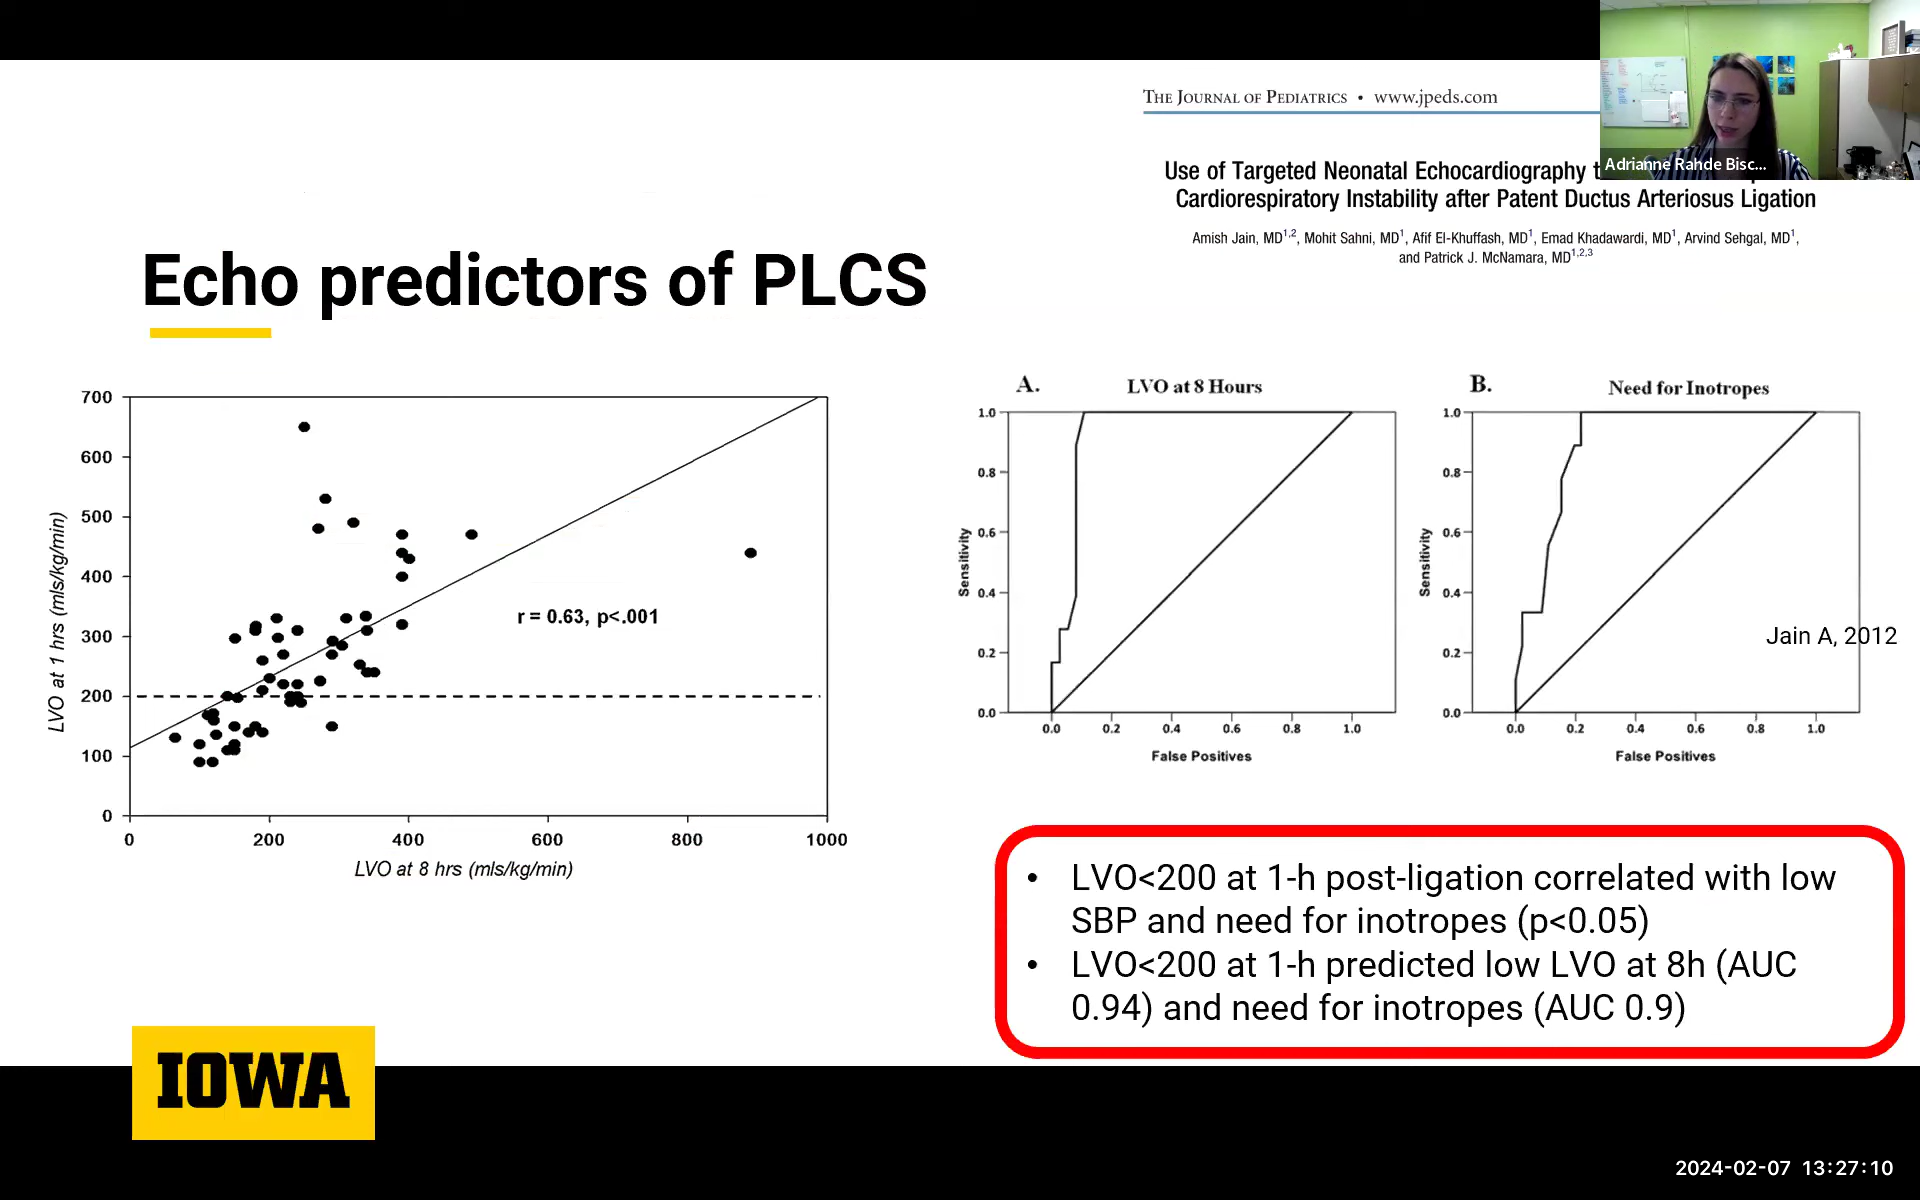 THE JOURNAL OF PEDIATRICS • www.jpeds.com
Adrianne Rahde Bisc...
Use of Targeted Neonatal Echocardiography
Cardiorespiratory Instability after Patent Ductus Arteriosus Ligation
Amish Jain, MD1,2, Mohit Sahni, MD1, Afif El-Khuffash, MD1, Emad Khadawardi, MD1, Arvind Sehgal, MD1,
and Patrick J. McNamara, MD1,2,3
Echo predictors of PLCS
700
600
500
400
300
200
100
0
LVO at 1 hrs (mls/kg/min)
r = 0.63, p<.001
0 200 400 600 800 1000
LVO at 8 hrs (mls/kg/min)
A. LVO at 8 Hours
1.0
0.8
0.6
0.4
0.2
0.0
Sensitivity
0.0 0.2 0.4 0.6 0.8 1.0
False Positives
B. Need for Inotropes
1.0
0.8
0.6
0.4
0.2
0.0
Sensitivity
0.0 0.2 0.4 0.6 0.8 1.0
False Positives
Jain A, 2012
• LVO<200 at 1-h post-ligation correlated with low
SBP and need for inotropes (p<0.05)
• LVO<200 at 1-h predicted low LVO at 8h (AUC
0.94) and need for inotropes (AUC 0.9)
IOWA
2024-02-07 13:27:10